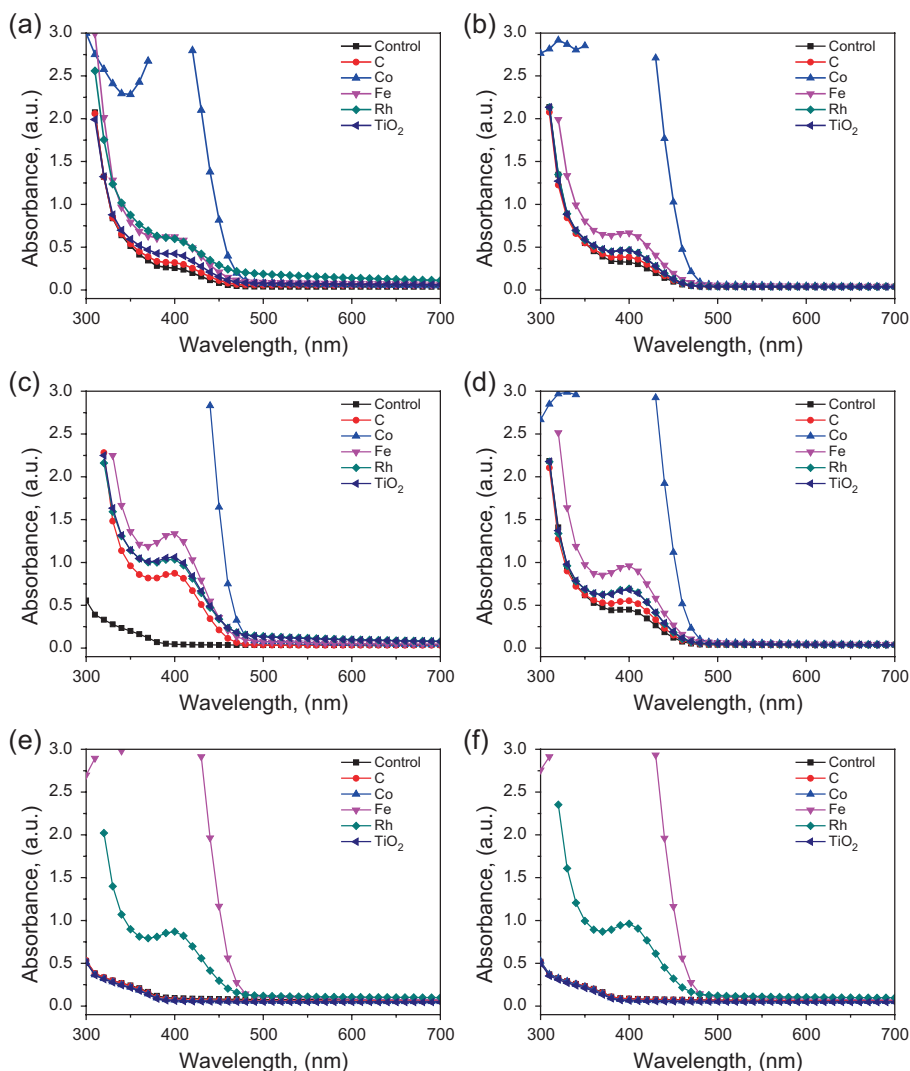 (a)
3.0
2.5
2.0
1.5
1.0
0.5
0.0
Absorbance, (a.u.)
300 400 500 600 700
Wavelength, (nm)
Control
C
Co
Fe
Rh
TiO2
(b)
3.0
2.5
2.0
1.5
1.0
0.5
0.0
Absorbance, (a.u.)
300 400 500 600 700
Wavelength, (nm)
Control
C
Co
Fe
Rh
TiO2
(c)
3.0
2.5
2.0
1.5
1.0
0.5
0.0
Absorbance, (a.u.)
300 400 500 600 700
Wavelength, (nm)
Control
C
Co
Fe
Rh
TiO2
(d)
3.0
2.5
2.0
1.5
1.0
0.5
0.0
Absorbance, (a.u.)
300 400 500 600 700
Wavelength, (nm)
Control
C
Co
Fe
Rh
TiO2
(e)
3.0
2.5
2.0
1.5
1.0
0.5
0.0
Absorbance, (a.u.)
300 400 500 600 700
Wavelength, (nm)
Control
C
Co
Fe
Rh
TiO2
(f)
3.0
2.5
2.0
1.5
1.0
0.5
0.0
Absorbance, (a.u.)
300 400 500 600 700
Wavelength, (nm)
Control
C
Co
Fe
Rh
TiO2